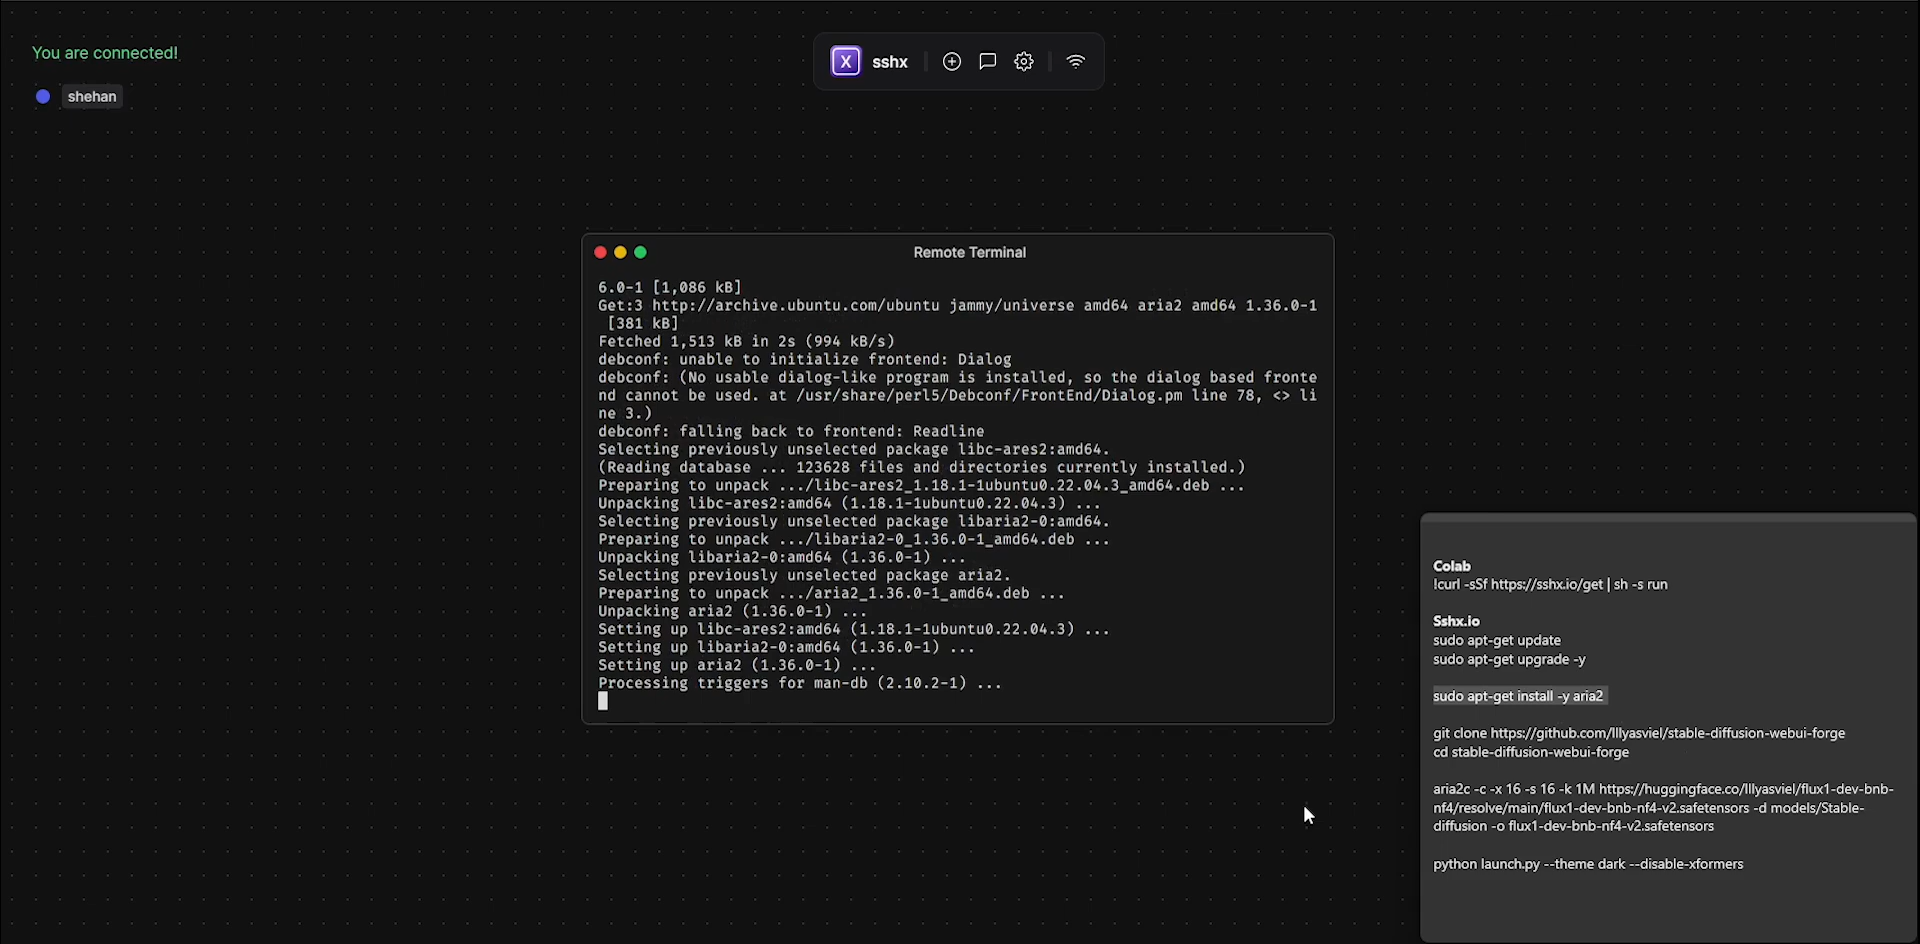 You are connected!
shehan
X sshx
Remote Terminal
6.0-1 [1,086 kB]
Get:3 http://archive.ubuntu.com/ubuntu jammy/universe amd64 aria2 amd64 1.36.0-1
[381 kB]
Fetched 1,513 kB in 2s (994 kB/s)
debconf: unable to initialize frontend: Dialog
debconf: (No usable dialog-like program is installed, so the dialog based fronte
nd cannot be used. at /usr/share/perl5/Debconf/FrontEnd/Dialog.pm line 78, <> li
ne 3.)
debconf: falling back to frontend: Readline
Selecting previously unselected package libc-ares2:amd64.
(Reading database ... 123628 files and directories currently installed.)
Preparing to unpack .../libc-ares2_1.18.1-1ubuntu0.22.04.3_amd64.deb ...
Unpacking libc-ares2:amd64 (1.18.1-1ubuntu0.22.04.3) ...
Selecting previously unselected package libaria2-0:amd64.
Preparing to unpack .../libaria2-0_1.36.0-1_amd64.deb ...
Unpacking libaria2-0:amd64 (1.36.0-1) ...
Selecting previously unselected package aria2.
Preparing to unpack .../aria2_1.36.0-1_amd64.deb ...
Unpacking aria2 (1.36.0-1) ...
Setting up libc-ares2:amd64 (1.18.1-1ubuntu0.22.04.3) ...
Setting up libaria2-0:amd64 (1.36.0-1) ...
Setting up aria2 (1.36.0-1) ...
Processing triggers for man-db (2.10.2-1) ...
Colab
!curl -sSf https://sshx.io/get | sh -s run
Sshx.io
sudo apt-get update
sudo apt-get upgrade -y
sudo apt-get install -y aria2
git clone https://github.com/lllyasviel/stable-diffusion-webui-forge
cd stable-diffusion-webui-forge
aria2c -c -x 16 -s 16 -k 1M https://huggingface.co/lllyasviel/flux1-dev-bnb-
nf4/resolve/main/flux1-dev-bnb-nf4-v2.safetensors -d models/Stable-
diffusion -o flux1-dev-bnb-nf4-v2.safetensors
python launch.py --theme dark --disable-xformers